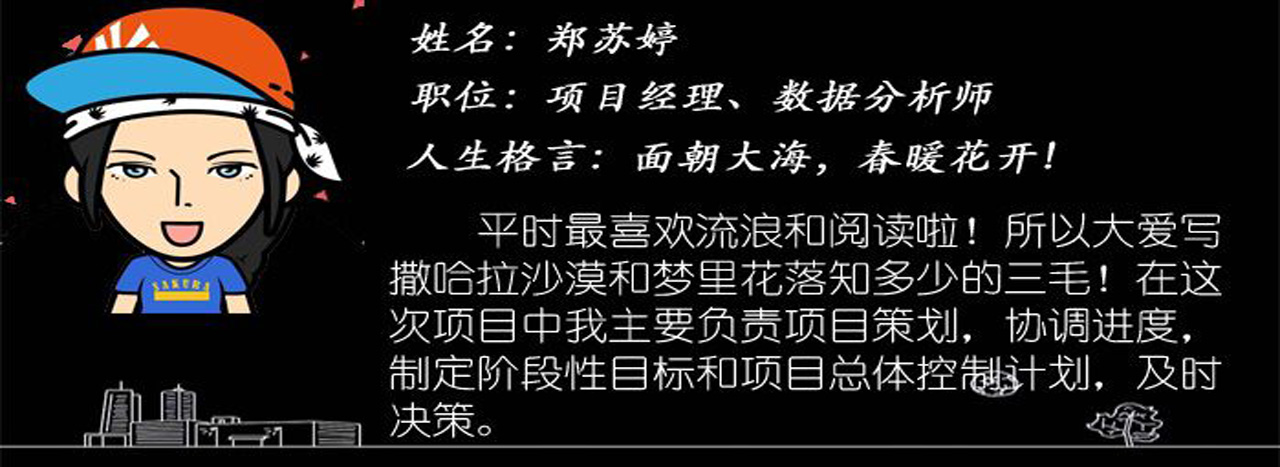 姓名：郑苏婷
职位：项目经理、数据分析师
人生格言：面朝大海，春暖花开！
平时最喜欢流浪和阅读啦！所以大爱写
撒哈拉沙漠和梦里花落知多少的三毛！在这
次项目中我主要负责项目策划，协调进度，
制定阶段性目标和项目总体控制计划，及时
决策。
SAKURA